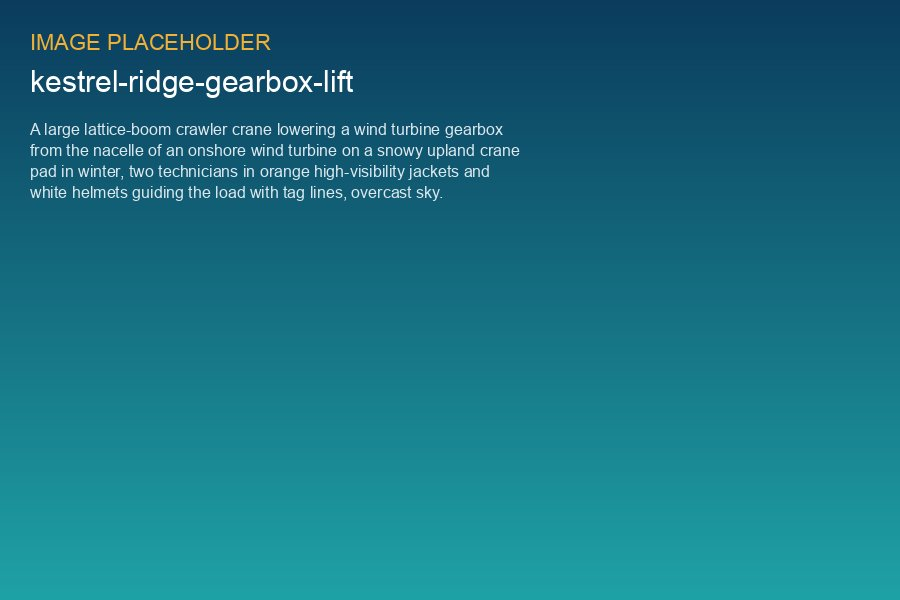 IMAGE PLACEHOLDER
kestrel-ridge-gearbox-lift
A large lattice-boom crawler crane lowering a wind turbine gearbox
from the nacelle of an onshore wind turbine on a snowy upland crane
pad in winter, two technicians in orange high-visibility jackets and
white helmets guiding the load with tag lines, overcast sky.